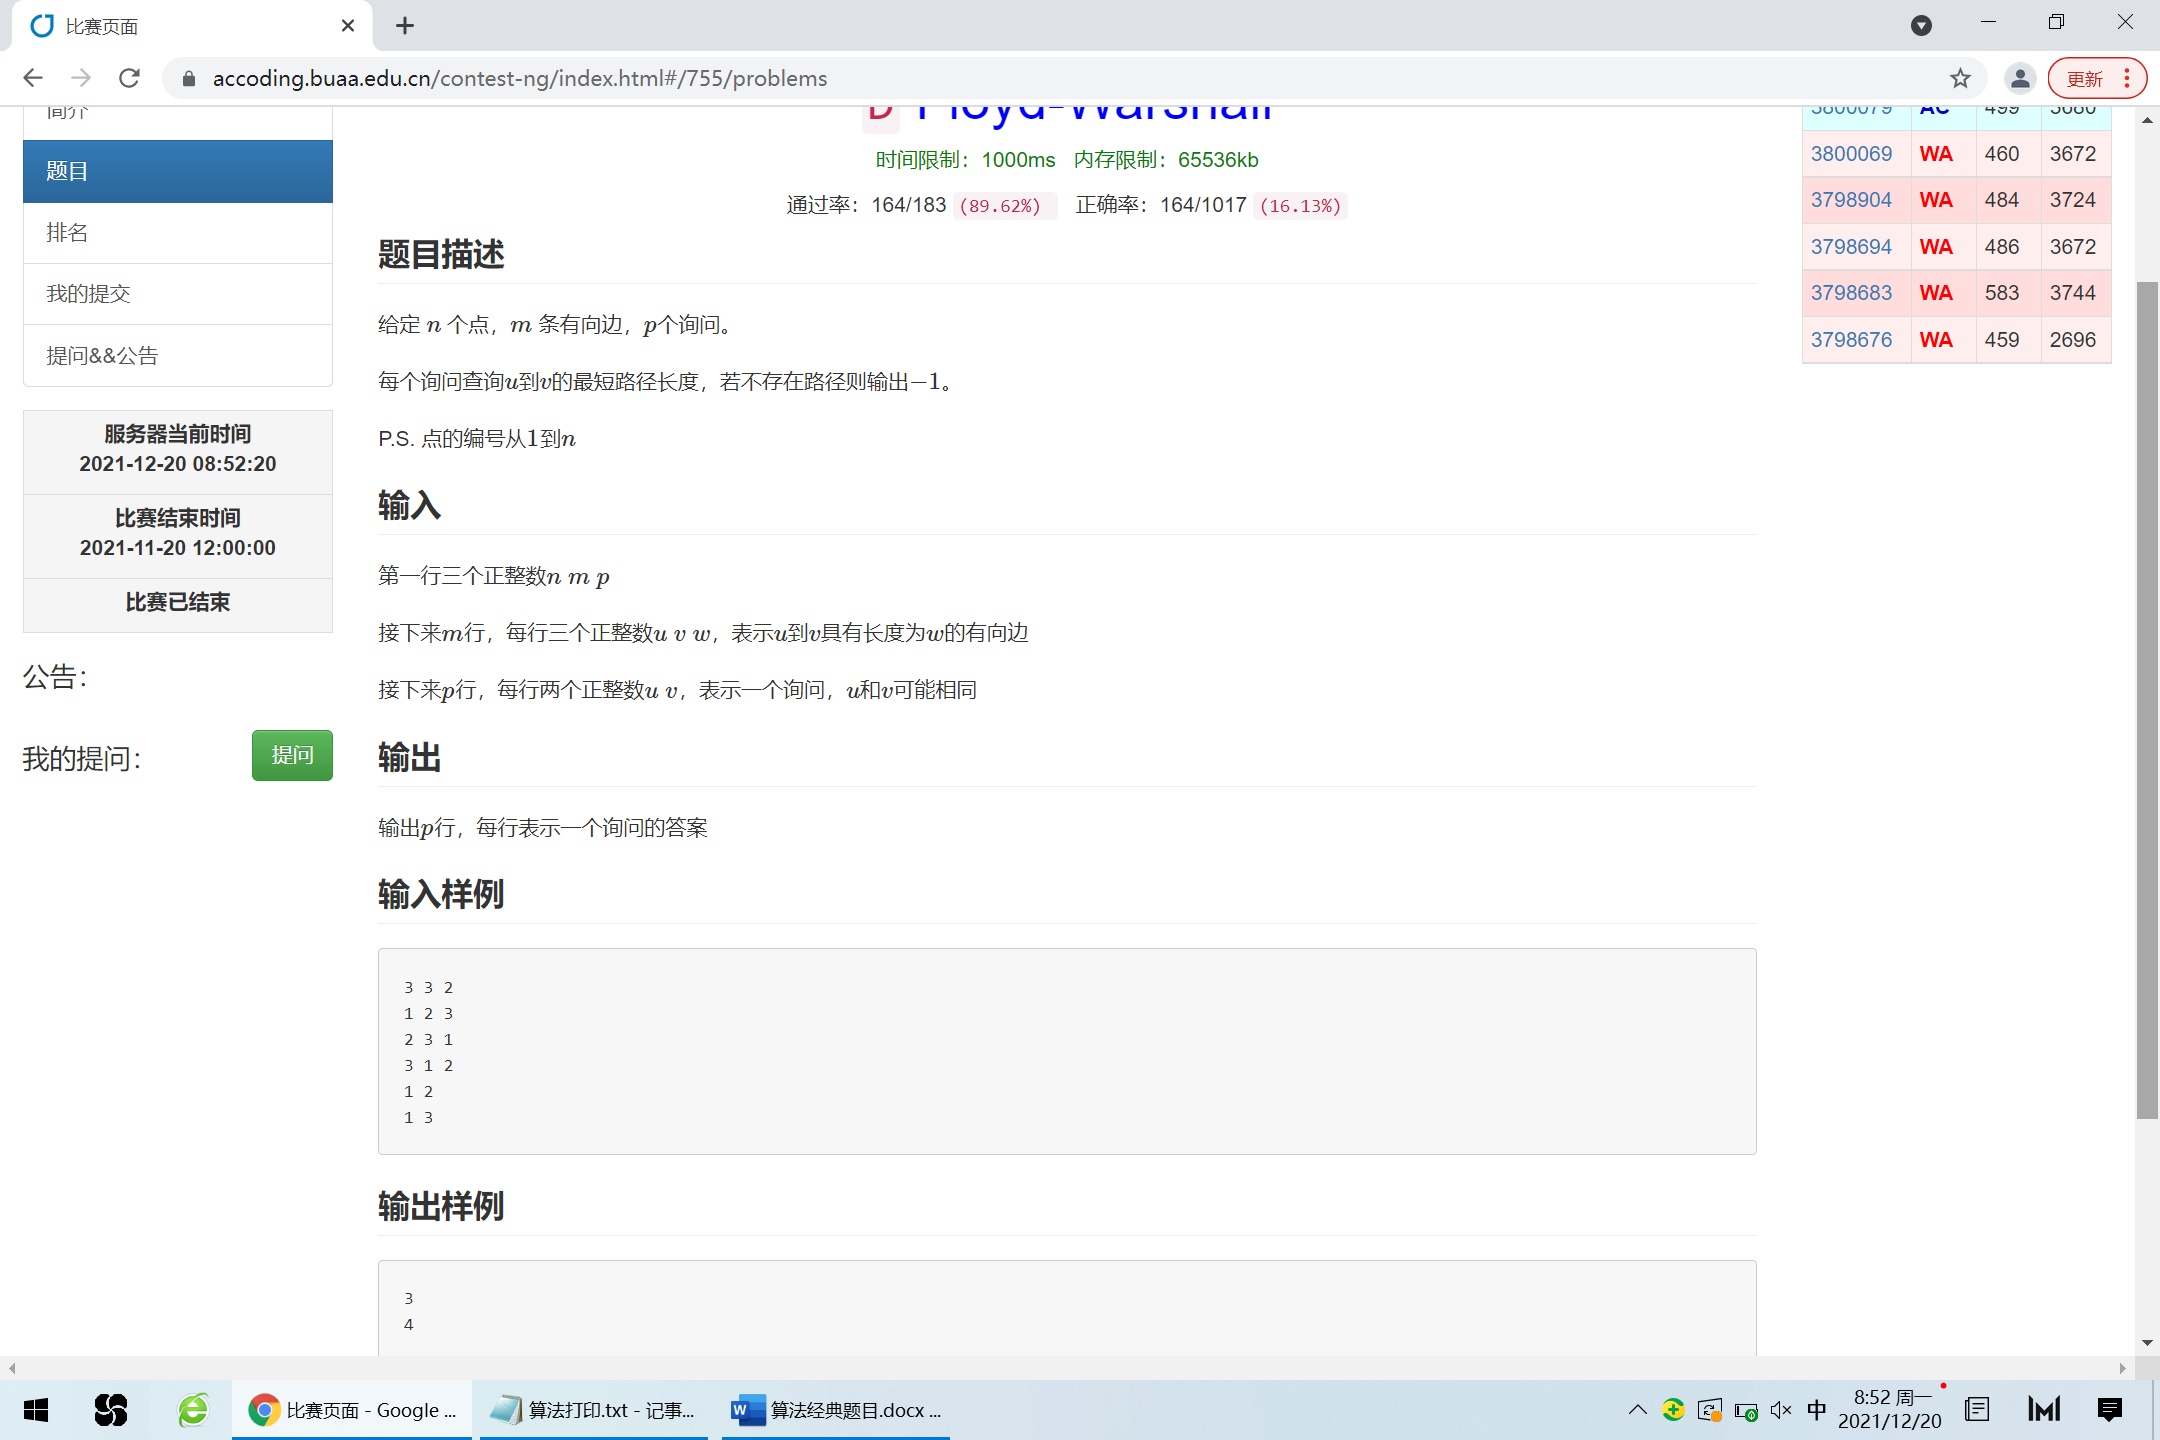 比赛页面
accoding.buaa.edu.cn/contest-ng/index.html#/755/problems
更新
简介
题目
排名
我的提交
提问&&公告
服务器当前时间
2021-12-20 08:52:20
比赛结束时间
2021-11-20 12:00:00
比赛已结束
公告：
我的提问：
提问
D Floyd-Warshall
时间限制：1000ms 内存限制：65536kb
通过率：164/183 (89.62%) 正确率：164/1017 (16.13%)
题目描述
给定 n 个点，m 条有向边，p个询问。
每个询问查询u到v的最短路径长度，若不存在路径则输出−1。
P.S. 点的编号从1到n
输入
第一行三个正整数n m p
接下来m行，每行三个正整数u v w，表示u到v具有长度为w的有向边
接下来p行，每行两个正整数u v，表示一个询问，u和v可能相同
输出
输出p行，每行表示一个询问的答案
输入样例
3 3 2
1 2 3
2 3 1
3 1 2
1 2
1 3
输出样例
3
4
3800079 AC 499 3680
3800069 WA 460 3672
3798904 WA 484 3724
3798694 WA 486 3672
3798683 WA 583 3744
3798676 WA 459 2696
比赛页面 - Google ...
算法打印.txt - 记事...
算法经典题目.docx ...
中
8:52 周一
2021/12/20